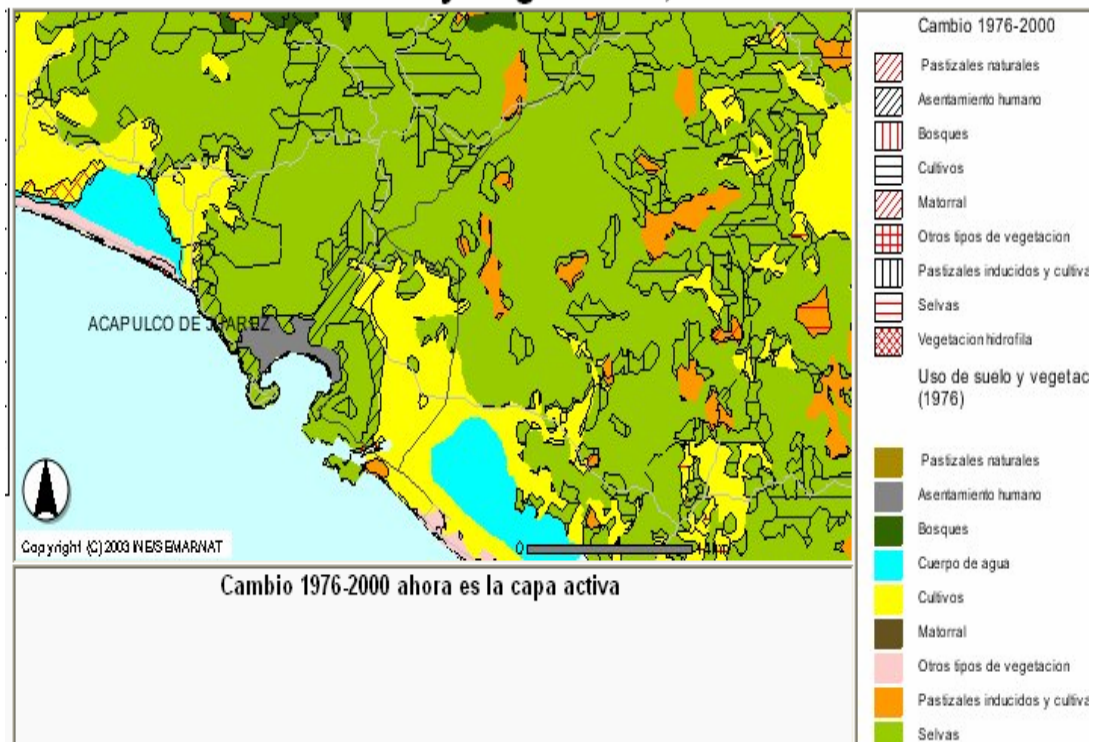 Cambio 1976-2000
Pastizales naturales
Asentamiento humano
Bosques
Cultivos
Matorral
Otros tipos de vegetacion
Pastizales inducidos y cultiva
Selvas
Vegetacion hidrofila
Uso de suelo y vegetac
(1976)
Pastizales naturales
Asentamiento humano
Bosques
Cuerpo de agua
Cultivos
Matorral
Otros tipos de vegetacion
Pastizales inducidos y cultiva
Selvas
ACAPULCO DE JUAREZ
Copyright (C) 2003 INE/SEMARNAT
0
Cambio 1976-2000 ahora es la capa activa